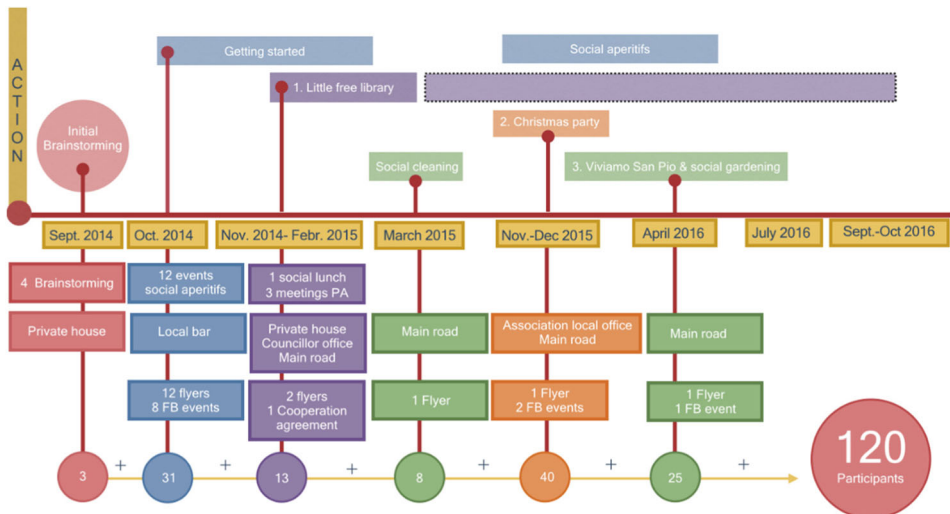 ACTION
Getting started
Social aperitifs
1. Little free library
Initial
Brainstorming
2. Christmas party
Social cleaning
3. Viviamo San Pio & social gardening
Sept. 2014
Oct. 2014
Nov. 2014- Febr. 2015
March 2015
Nov.-Dec 2015
April 2016
July 2016
Sept.-Oct 2016
4 Brainstorming
12 events
social aperitifs
1 social lunch
3 meetings PA
Private house
Local bar
Private house
Councillor office
Main road
Main road
Association local office
Main road
Main road
12 flyers
8 FB events
2 flyers
1 Cooperation
agreement
1 Flyer
1 Flyer
2 FB events
1 Flyer
1 FB event
3
+
31
+
13
+
8
+
40
+
25
+
120
Participants